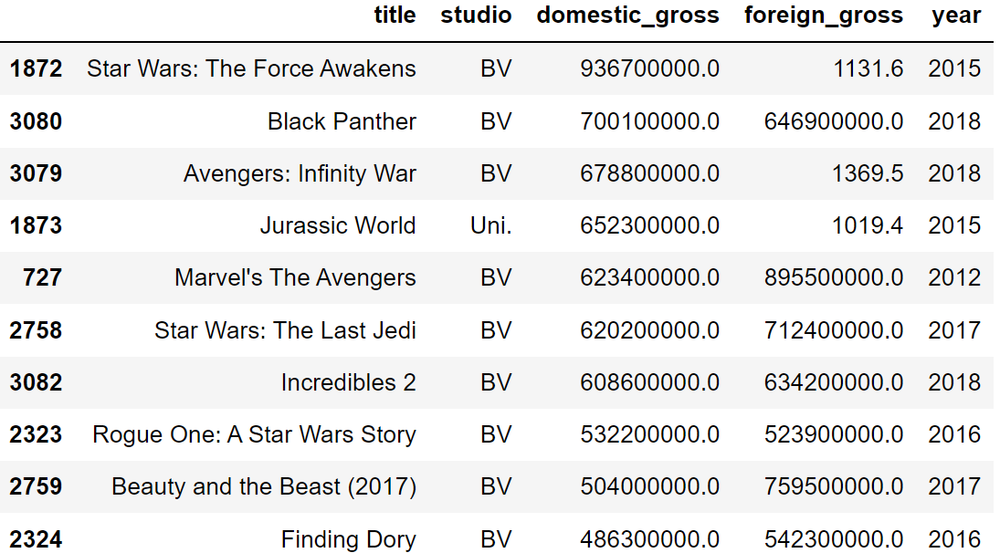 title studio domestic_gross foreign_gross year
1872 Star Wars: The Force Awakens BV 936700000.0 1131.6 2015
3080 Black Panther BV 700100000.0 646900000.0 2018
3079 Avengers: Infinity War BV 678800000.0 1369.5 2018
1873 Jurassic World Uni. 652300000.0 1019.4 2015
727 Marvel's The Avengers BV 623400000.0 895500000.0 2012
2758 Star Wars: The Last Jedi BV 620200000.0 712400000.0 2017
3082 Incredibles 2 BV 608600000.0 634200000.0 2018
2323 Rogue One: A Star Wars Story BV 532200000.0 523900000.0 2016
2759 Beauty and the Beast (2017) BV 504000000.0 759500000.0 2017
2324 Finding Dory BV 486300000.0 542300000.0 2016